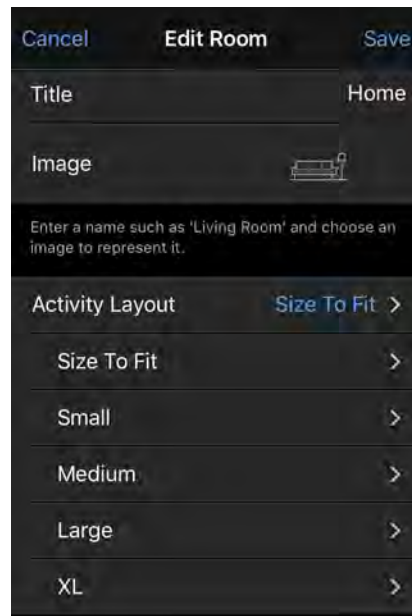 Cancel Edit Room Save
Title Home
Image
Enter a name such as 'Living Room' and choose an
image to represent it.
Activity Layout Size To Fit >
Size To Fit >
Small >
Medium >
Large >
XL >